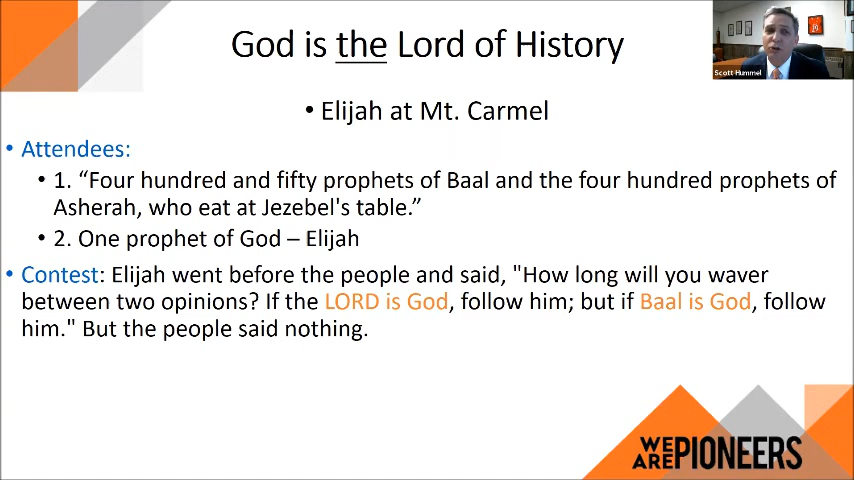 God is the Lord of History
Scott Hummel
• Elijah at Mt. Carmel
• Attendees:
• 1. “Four hundred and fifty prophets of Baal and the four hundred prophets of
Asherah, who eat at Jezebel's table.”
• 2. One prophet of God – Elijah
• Contest: Elijah went before the people and said, "How long will you waver
between two opinions? If the LORD is God, follow him; but if Baal is God, follow
him." But the people said nothing.
WE
ARE PIONEERS